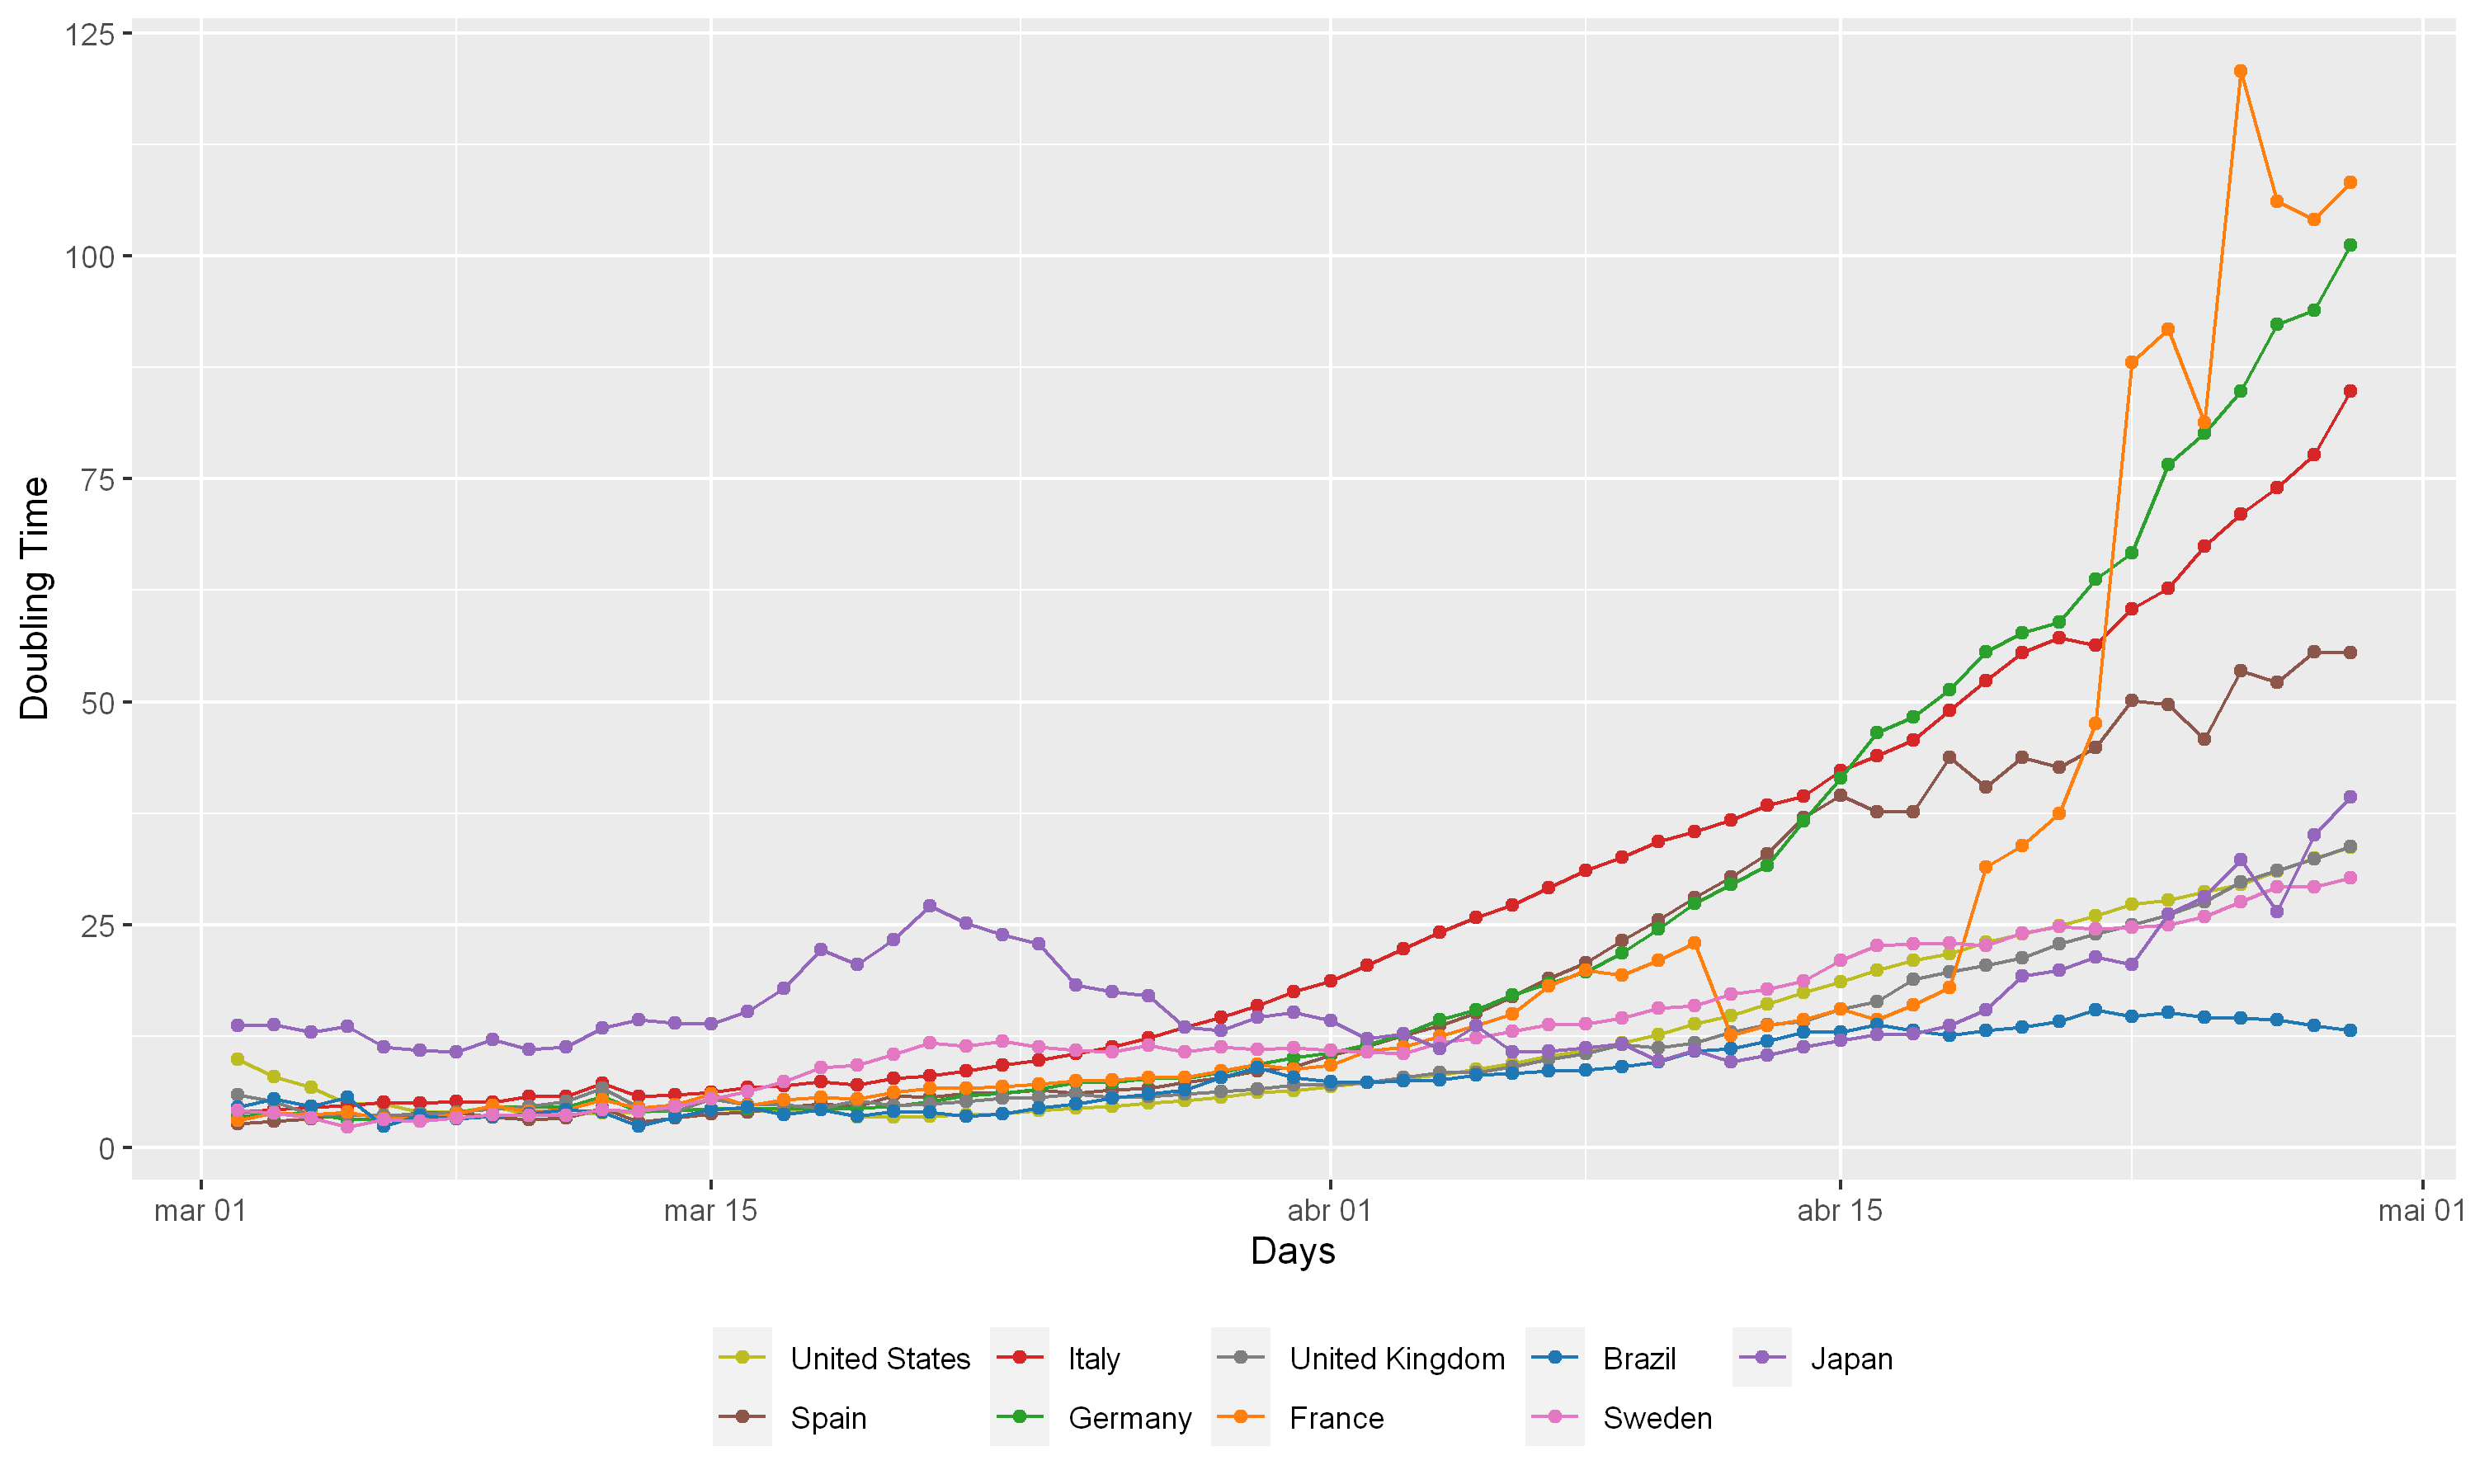 125
100
75
50
25
0
Doubling Time
mar 01 mar 15 abr 01 abr 15 mai 01
Days
United States Italy United Kingdom Brazil Japan
Spain Germany France Sweden